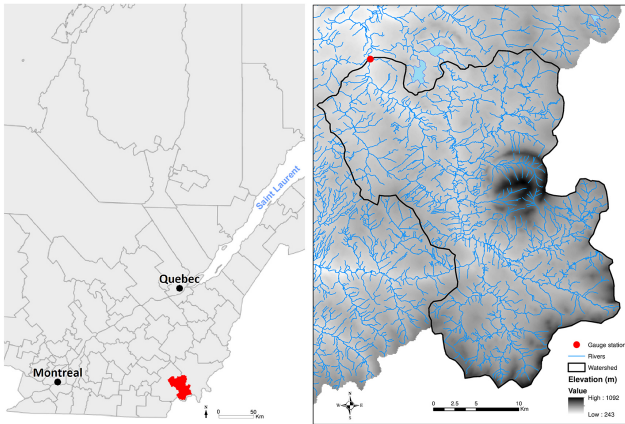 Saint Laurent
Quebec
Montreal
N
0 50
Km
Gauge station
Rivers
Watershed
Elevation (m)
Value
High : 1092
Low : 243
N
W E
S
0 2.5 5 10
Km